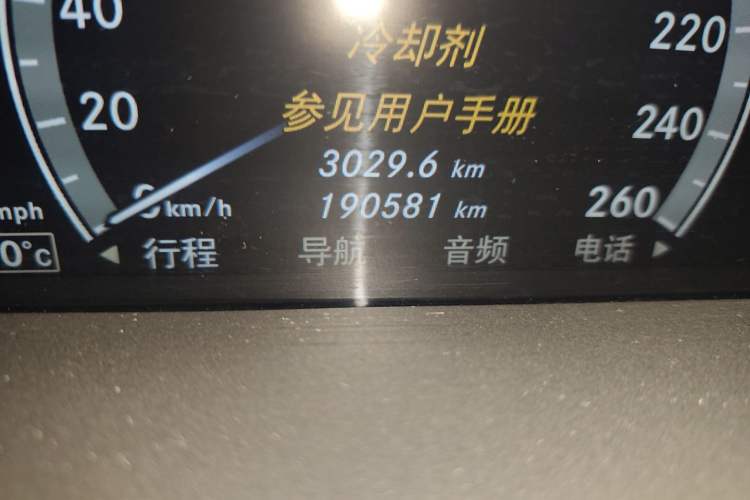 40
冷却剂
220
20
参见用户手册
240
3029.6 km
190581 km
260
mph
km/h
0°C
行程
导航
音频
电话